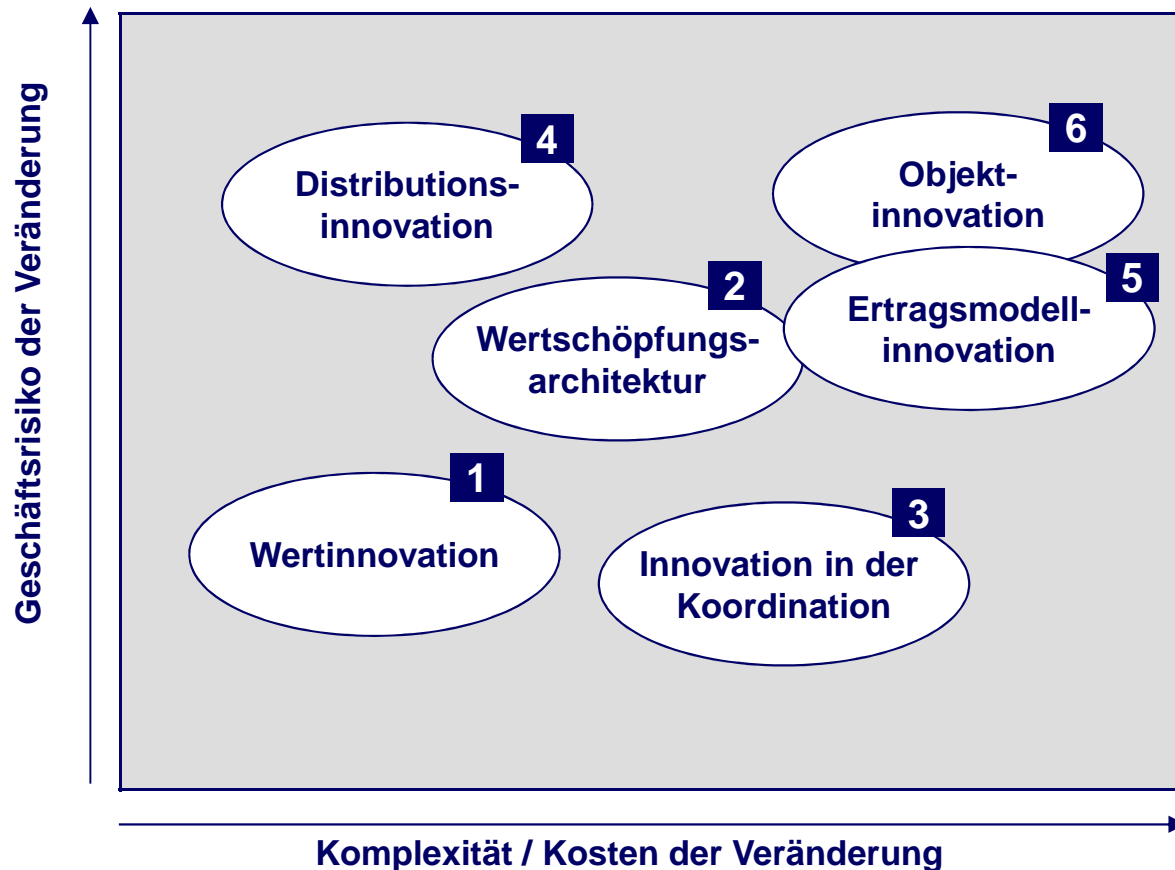 Geschäftsrisiko der Veränderung
4
Distributions-
innovation
6
Objekt-
innovation
2
Wertschöpfungs-
architektur
5
Ertragsmodell-
innovation
1
Wertinnovation
3
Innovation in der
Koordination
Komplexität / Kosten der Veränderung